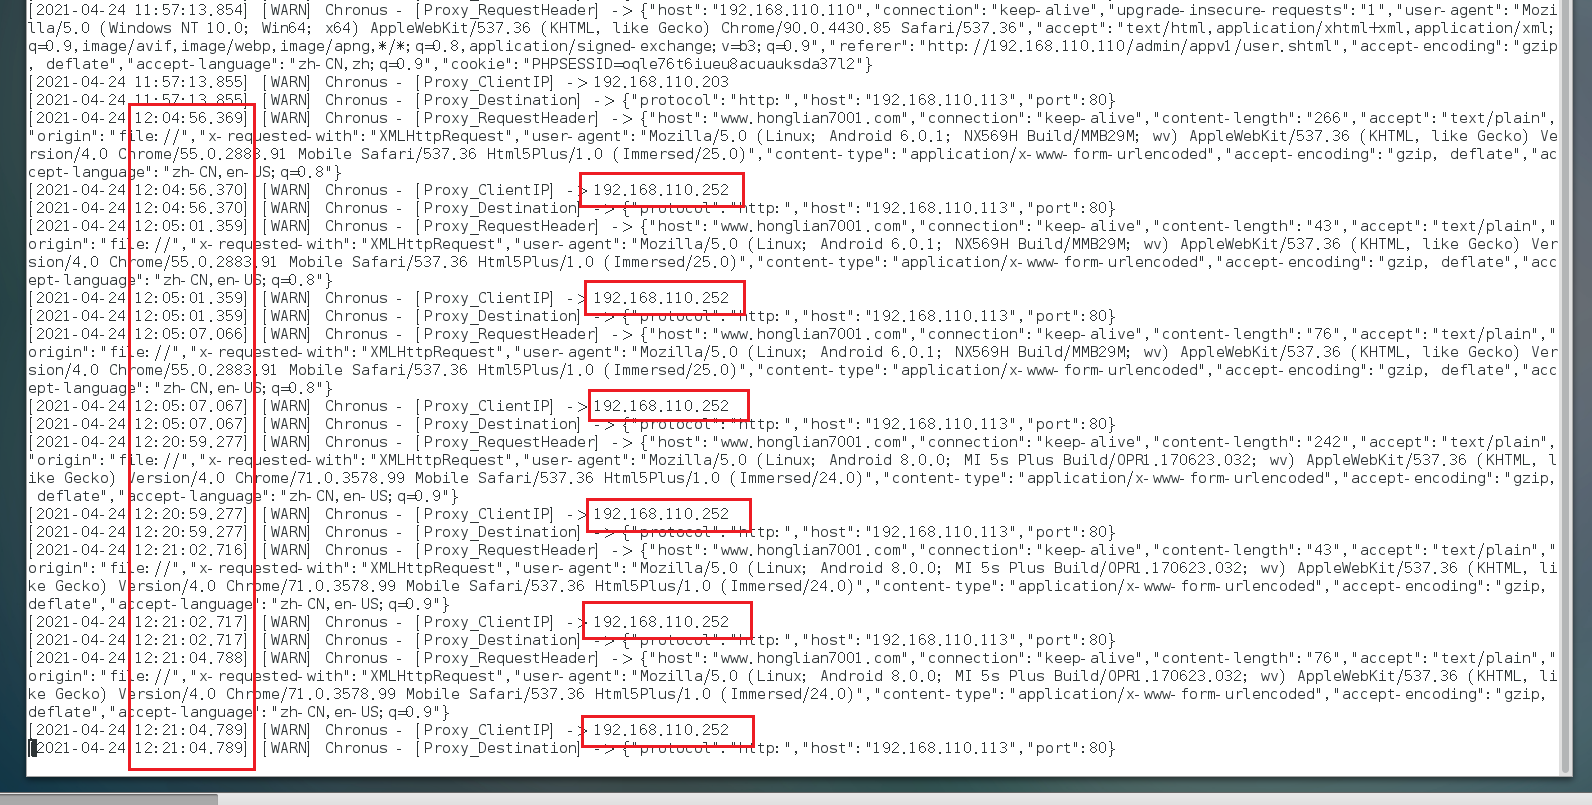 [2021-04-24 11:57:13.854] [WARN] Chronus - [Proxy_RequestHeader] -> {"host":"192.168.110.110","connection":"keep-alive","upgrade-insecure-requests":"1","user-agent":"Mozi
lla/5.0 (Windows NT 10.0; Win64; x64) AppleWebKit/537.36 (KHTML, like Gecko) Chrome/90.0.4430.85 Safari/537.36","accept":"text/html,application/xhtml+xml,application/xml;
q=0.9,image/avif,image/webp,image/apng,*/*;q=0.8,application/signed-exchange;v=b3;q=0.9","referer":"http://192.168.110.110/admin/appv1/user.shtml","accept-encoding":"gzip
, deflate","accept-language":"zh-CN,zh;q=0.9","cookie":"PHPSESSID=oqle76t6iueu8acuauksda37l2"}
[2021-04-24 11:57:13.855] [WARN] Chronus - [Proxy_ClientIP] -> 192.168.110.203
[2021-04-24 11:57:13.855] [WARN] Chronus - [Proxy_Destination] -> {"protocol":"http:","host":"192.168.110.113","port":80}
[2021-04-24 12:04:56.369] [WARN] Chronus - [Proxy_RequestHeader] -> {"host":"www.honglian7001.com","connection":"keep-alive","content-length":"266","accept":"text/plain",
"origin":"file://","x-requested-with":"XMLHttpRequest","user-agent":"Mozilla/5.0 (Linux; Android 6.0.1; NX569H Build/MMB29M; wv) AppleWebKit/537.36 (KHTML, like Gecko) Ve
rsion/4.0 Chrome/55.0.2883.91 Mobile Safari/537.36 Html5Plus/1.0 (Immersed/25.0)","content-type":"application/x-www-form-urlencoded","accept-encoding":"gzip, deflate","ac
cept-language":"zh-CN,en-US;q=0.8"}
[2021-04-24 12:04:56.370] [WARN] Chronus - [Proxy_ClientIP] -> 192.168.110.252
[2021-04-24 12:04:56.370] [WARN] Chronus - [Proxy_Destination] -> {"protocol":"http:","host":"192.168.110.113","port":80}
[2021-04-24 12:05:01.359] [WARN] Chronus - [Proxy_RequestHeader] -> {"host":"www.honglian7001.com","connection":"keep-alive","content-length":"43","accept":"text/plain","
origin":"file://","x-requested-with":"XMLHttpRequest","user-agent":"Mozilla/5.0 (Linux; Android 6.0.1; NX569H Build/MMB29M; wv) AppleWebKit/537.36 (KHTML, like Gecko) Ver
sion/4.0 Chrome/55.0.2883.91 Mobile Safari/537.36 Html5Plus/1.0 (Immersed/25.0)","content-type":"application/x-www-form-urlencoded","accept-encoding":"gzip, deflate","acc
ept-language":"zh-CN,en-US;q=0.8"}
[2021-04-24 12:05:01.359] [WARN] Chronus - [Proxy_ClientIP] -> 192.168.110.252
[2021-04-24 12:05:01.359] [WARN] Chronus - [Proxy_Destination] -> {"protocol":"http:","host":"192.168.110.113","port":80}
[2021-04-24 12:05:07.066] [WARN] Chronus - [Proxy_RequestHeader] -> {"host":"www.honglian7001.com","connection":"keep-alive","content-length":"76","accept":"text/plain","
origin":"file://","x-requested-with":"XMLHttpRequest","user-agent":"Mozilla/5.0 (Linux; Android 6.0.1; NX569H Build/MMB29M; wv) AppleWebKit/537.36 (KHTML, like Gecko) Ver
sion/4.0 Chrome/55.0.2883.91 Mobile Safari/537.36 Html5Plus/1.0 (Immersed/25.0)","content-type":"application/x-www-form-urlencoded","accept-encoding":"gzip, deflate","acc
ept-language":"zh-CN,en-US;q=0.8"}
[2021-04-24 12:05:07.067] [WARN] Chronus - [Proxy_ClientIP] -> 192.168.110.252
[2021-04-24 12:05:07.067] [WARN] Chronus - [Proxy_Destination] -> {"protocol":"http:","host":"192.168.110.113","port":80}
[2021-04-24 12:20:59.277] [WARN] Chronus - [Proxy_RequestHeader] -> {"host":"www.honglian7001.com","connection":"keep-alive","content-length":"242","accept":"text/plain",
"origin":"file://","x-requested-with":"XMLHttpRequest","user-agent":"Mozilla/5.0 (Linux; Android 8.0.0; MI 5s Plus Build/OPR1.170623.032; wv) AppleWebKit/537.36 (KHTML, l
ike Gecko) Version/4.0 Chrome/71.0.3578.99 Mobile Safari/537.36 Html5Plus/1.0 (Immersed/24.0)","content-type":"application/x-www-form-urlencoded","accept-encoding":"gzip,
 deflate","accept-language":"zh-CN,en-US;q=0.9"}
[2021-04-24 12:20:59.277] [WARN] Chronus - [Proxy_ClientIP] -> 192.168.110.252
[2021-04-24 12:20:59.277] [WARN] Chronus - [Proxy_Destination] -> {"protocol":"http:","host":"192.168.110.113","port":80}
[2021-04-24 12:21:02.716] [WARN] Chronus - [Proxy_RequestHeader] -> {"host":"www.honglian7001.com","connection":"keep-alive","content-length":"43","accept":"text/plain","
origin":"file://","x-requested-with":"XMLHttpRequest","user-agent":"Mozilla/5.0 (Linux; Android 8.0.0; MI 5s Plus Build/OPR1.170623.032; wv) AppleWebKit/537.36 (KHTML, li
ke Gecko) Version/4.0 Chrome/71.0.3578.99 Mobile Safari/537.36 Html5Plus/1.0 (Immersed/24.0)","content-type":"application/x-www-form-urlencoded","accept-encoding":"gzip,
deflate","accept-language":"zh-CN,en-US;q=0.9"}
[2021-04-24 12:21:02.717] [WARN] Chronus - [Proxy_ClientIP] -> 192.168.110.252
[2021-04-24 12:21:02.717] [WARN] Chronus - [Proxy_Destination] -> {"protocol":"http:","host":"192.168.110.113","port":80}
[2021-04-24 12:21:04.788] [WARN] Chronus - [Proxy_RequestHeader] -> {"host":"www.honglian7001.com","connection":"keep-alive","content-length":"76","accept":"text/plain","
origin":"file://","x-requested-with":"XMLHttpRequest","user-agent":"Mozilla/5.0 (Linux; Android 8.0.0; MI 5s Plus Build/OPR1.170623.032; wv) AppleWebKit/537.36 (KHTML, li
ke Gecko) Version/4.0 Chrome/71.0.3578.99 Mobile Safari/537.36 Html5Plus/1.0 (Immersed/24.0)","content-type":"application/x-www-form-urlencoded","accept-encoding":"gzip,
deflate","accept-language":"zh-CN,en-US;q=0.9"}
[2021-04-24 12:21:04.789] [WARN] Chronus - [Proxy_ClientIP] -> 192.168.110.252
[2021-04-24 12:21:04.789] [WARN] Chronus - [Proxy_Destination] -> {"protocol":"http:","host":"192.168.110.113","port":80}